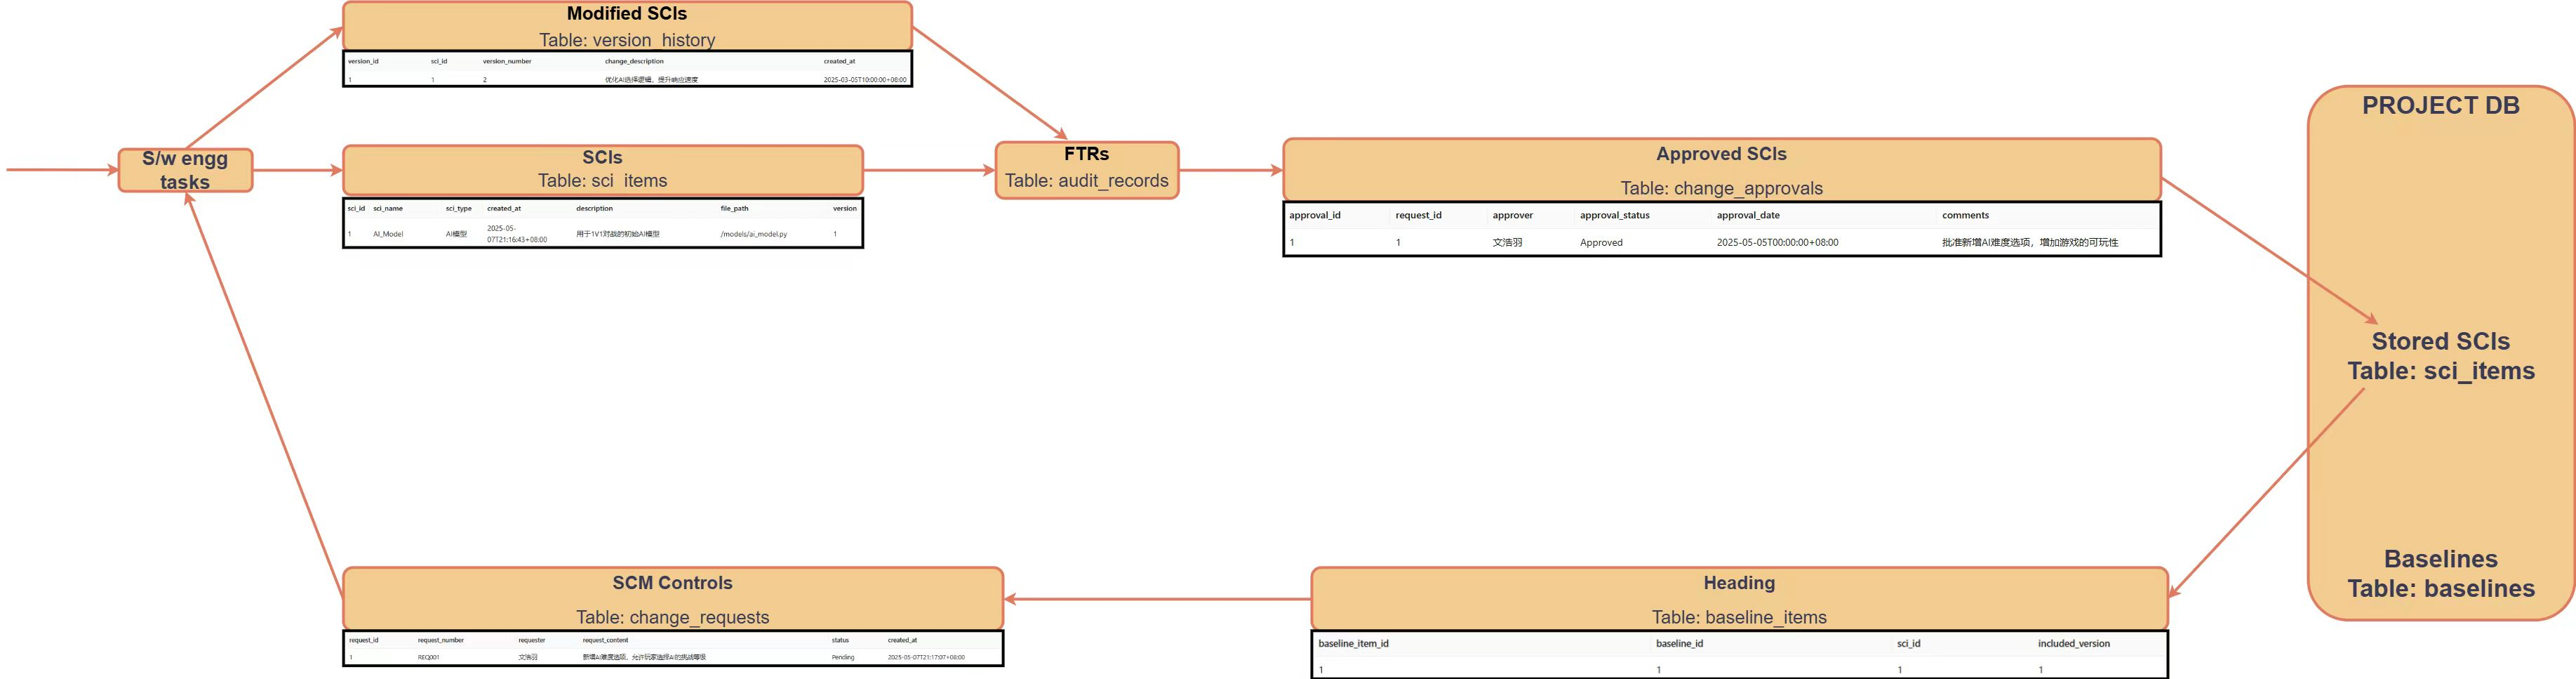 Modified SCIs
Table: version_history
version_id sci_id version_number change_description created_at
1 1 2 优化AI选择逻辑，提升响应速度 2025-03-05T10:00:00+08:00
S/w engg
tasks
SCIs
Table: sci_items
sci_id sci_name sci_type created_at description file_path version
1 AI_Model AI模型 2025-05-
07T21:16:43+08:00 用于1V1对战的初始AI模型 /models/ai_model.py 1
FTRs
Table: audit_records
Approved SCIs
Table: change_approvals
approval_id request_id approver approval_status approval_date comments
1 1 文浩羽 Approved 2025-05-05T00:00:00+08:00 批准新增AI难度选项，增加游戏的可玩性
PROJECT DB
Stored SCIs
Table: sci_items
Baselines
Table: baselines
SCM Controls
Table: change_requests
request_id request_number requester request_content status created_at
1 REQ001 文浩羽 新增AI难度选项，允许玩家选择AI的挑战等级 Pending 2025-05-07T21:17:07+08:00
Heading
Table: baseline_items
baseline_item_id baseline_id sci_id included_version
1 1 1 1